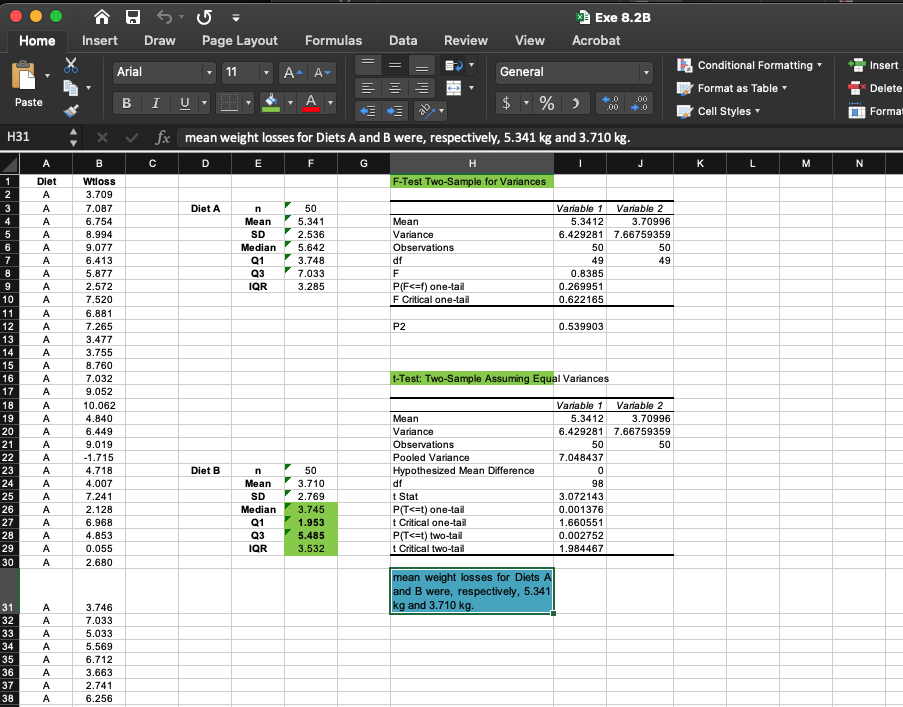 Exe 8.2B
Home Insert Draw Page Layout Formulas Data Review View Acrobat
Paste
Arial 11 A A
B I U A
General
$ % )
Conditional Formatting
Format as Table
Cell Styles
Insert
Delete
Forma
H31 fx mean weight losses for Diets A and B were, respectively, 5.341 kg and 3.710 kg.
A B C D E F G H I J K L M N
1 Diet Wtloss F-Test Two-Sample for Variances
2 A 3.709
3 A 7.087 Diet A n 50 Variable 1 Variable 2
4 A 6.754 Mean 5.341 Mean 5.3412 3.70996
5 A 8.994 SD 2.536 Variance 6.429281 7.66759359
6 A 9.077 Median 5.642 Observations 50 50
7 A 6.413 Q1 3.748 df 49 49
8 A 5.877 Q3 7.033 F 0.8385
9 A 2.572 IQR 3.285 P(F<=f) one-tail 0.269951
10 A 7.520 F Critical one-tail 0.622165
11 A 6.881
12 A 7.265 P2 0.539903
13 A 3.477
14 A 3.755
15 A 8.760
16 A 7.032 t-Test: Two-Sample Assuming Equal Variances
17 A 9.052
18 A 10.062 Variable 1 Variable 2
19 A 4.840 Mean 5.3412 3.70996
20 A 6.449 Variance 6.429281 7.66759359
21 A 9.019 Observations 50 50
22 A -1.715 Pooled Variance 7.048437
23 A 4.718 Diet B n 50 Hypothesized Mean Difference 0
24 A 4.007 Mean 3.710 df 98
25 A 7.241 SD 2.769 t Stat 3.072143
26 A 2.128 Median 3.745 P(T<=t) one-tail 0.001376
27 A 6.968 Q1 1.953 t Critical one-tail 1.660551
28 A 4.853 Q3 5.485 P(T<=t) two-tail 0.002752
29 A 0.055 IQR 3.532 t Critical two-tail 1.984467
30 A 2.680
mean weight losses for Diets A
and B were, respectively, 5.341
kg and 3.710 kg.
31 A 3.746
32 A 7.033
33 A 5.033
34 A 5.569
35 A 6.712
36 A 3.663
37 A 2.741
38 A 6.256